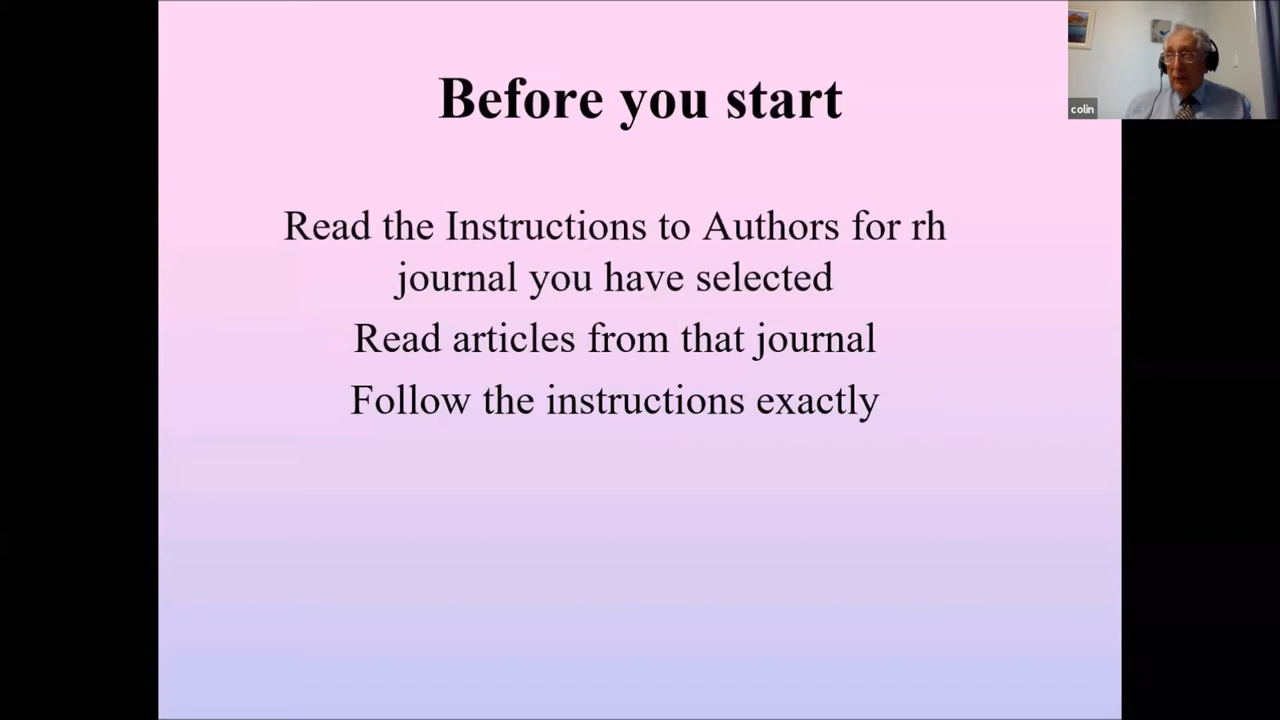 Before you start
colin
Read the Instructions to Authors for rh
journal you have selected
Read articles from that journal
Follow the instructions exactly